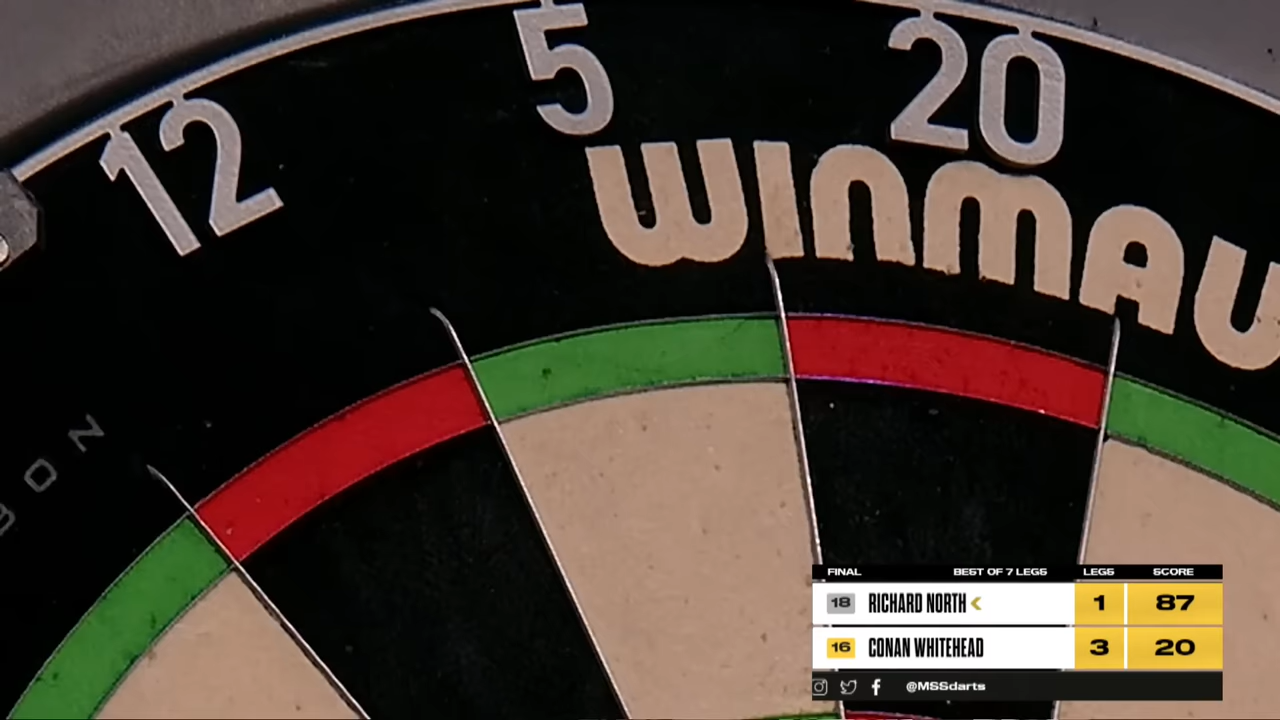 5
20
12
WINMAU
BON
FINAL BEST OF 7 LEGS LEGS SCORE
18 RICHARD NORTH 1 87
16 CONAN WHITEHEAD 3 20
@MSSdarts